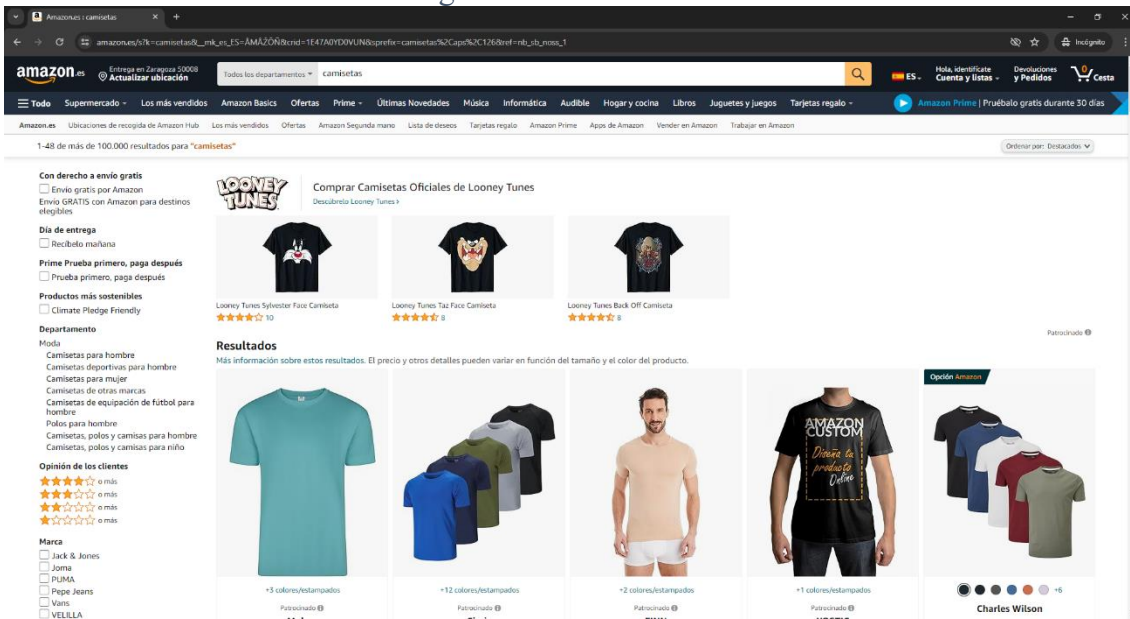 Amazon.es : camisetas
amazon.es/s?k=camisetas&__mk_es_ES=ÅMÅŽÕÑ&crid=1E47A0YD0VUN&sprefix=camisetas%2Caps%2C126&ref=nb_sb_noss_1
Incógnito
amazon.es
Entrega en Zaragoza 50008
Actualizar ubicación
Todos los departamentos
camisetas
ES
Hola, identifícate
Cuenta y listas
Devoluciones
y Pedidos
0
Cesta
Todo Supermercado Los más vendidos Amazon Basics Ofertas Prime Últimas Novedades Música Informática Audible Hogar y cocina Libros Juguetes y juegos Tarjetas regalo
Amazon Prime | Pruébalo gratis durante 30 días
Amazon.es Ubicaciones de recogida de Amazon Hub Los más vendidos Ofertas Amazon Segunda mano Lista de deseos Tarjetas regalo Amazon Prime Apps de Amazon Vender en Amazon Trabajar en Amazon
1-48 de más de 100.000 resultados para "camisetas"
Ordenar por: Destacados
Con derecho a envío gratis
Envío gratis por Amazon
Envío GRATIS con Amazon para destinos
elegibles
Día de entrega
Recíbelo mañana
Prime Prueba primero, paga después
Prueba primero, paga después
Productos más sostenibles
Climate Pledge Friendly
Departamento
Moda
Camisetas para hombre
Camisetas deportivas para hombre
Camisetas para mujer
Camisetas de otras marcas
Camisetas de equipación de fútbol para
hombre
Polos para hombre
Camisetas, polos y camisas para hombre
Camisetas, polos y camisas para niño
Opinión de los clientes
o más
o más
o más
o más
Marca
Jack & Jones
Joma
PUMA
Pepe Jeans
Vans
VELILLA
LOONEY
TUNES
Comprar Camisetas Oficiales de Looney Tunes
Descúbrelo Looney Tunes
Looney Tunes Sylvester Face Camiseta
10
Looney Tunes Taz Face Camiseta
8
Looney Tunes Back Off Camiseta
8
Patrocinado
Resultados
Más información sobre estos resultados. El precio y otros detalles pueden variar en función del tamaño y el color del producto.
+3 colores/estampados
Patrocinado
+12 colores/estampados
Patrocinado
+2 colores/estampados
Patrocinado
AMAZON
CUSTOM
Diseña tu
producto
Online
+1 colores/estampados
Patrocinado
Opción Amazon
+6
Charles Wilson